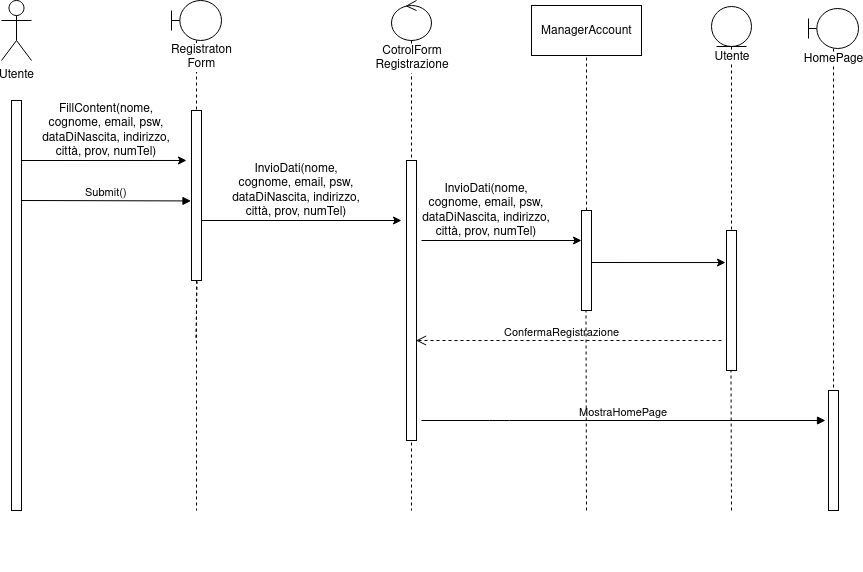 Utente
Registraton
Form
CotrolForm
Registrazione
ManagerAccount
Utente
HomePage
FillContent(nome,
cognome, email, psw,
dataDiNascita, indirizzo,
città, prov, numTel)
Submit()
InvioDati(nome,
cognome, email, psw,
dataDiNascita, indirizzo,
città, prov, numTel)
InvioDati(nome,
cognome, email, psw,
dataDiNascita, indirizzo,
città, prov, numTel)
ConfermaRegistrazione
MostraHomePage